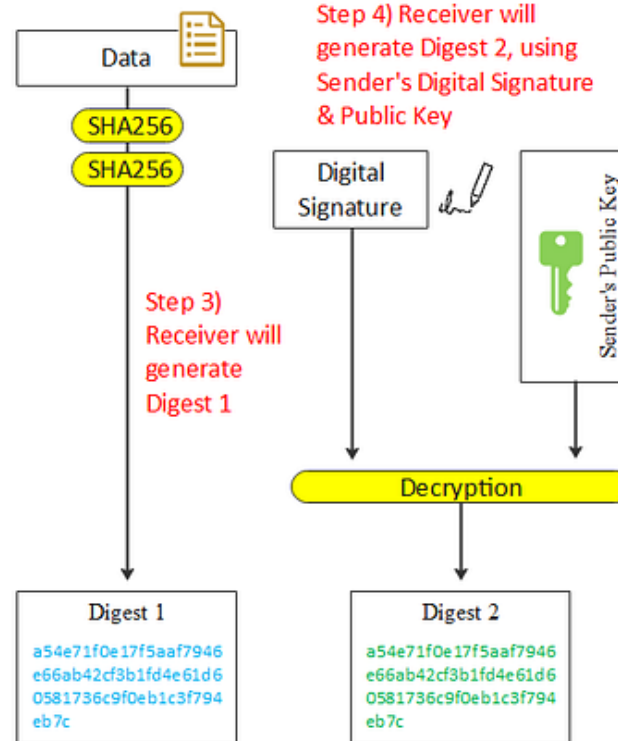 Data
SHA256
SHA256
Step 3)
Receiver will
generate
Digest 1
Digest 1
a54e71f0e17f5aaf7946
e66ab42cf3b1fd4e61d6
0581736c9f0eb1c3f794
eb7c
Step 4) Receiver will
generate Digest 2, using
Sender's Digital Signature
& Public Key
Digital
Signature
Sender's Public Key
Decryption
Digest 2
a54e71f0e17f5aaf7946
e66ab42cf3b1fd4e61d6
0581736c9f0eb1c3f794
eb7c